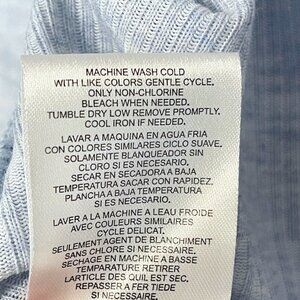 MACHINE WASH COLD
WITH LIKE COLORS GENTLE CYCLE.
ONLY NON-CHLORINE
BLEACH WHEN NEEDED.
TUMBLE DRY LOW REMOVE PROMPTLY.
COOL IRON IF NEEDED.
LAVAR A MAQUINA EN AGUA FRIA
CON COLORES SIMILARES CICLO SUAVE.
SOLAMENTE BLANQUEADOR SIN
CLORO SI ES NECESARIO.
SECAR EN SECADORA A BAJA
TEMPERATURA SACAR CON RAPIDEZ.
PLANCHA A BAJA TEMPERATURA
SI ES NECESARIO.
LAVER A LA MACHINE A LEAU FROIDE
AVEC COULEURS SIMILAIRES
CYCLE DELICAT.
SEULEMENT AGENT DE BLANCHIMENT
SANS CHLORE SI NECESSAIRE.
SECHAGE EN MACHINE A BASSE
TEMPARATURE RETIRER
LARTICLE DES QUIL EST SEC.
REPASSER A FER TIEDE
SI NECESSAIRE.